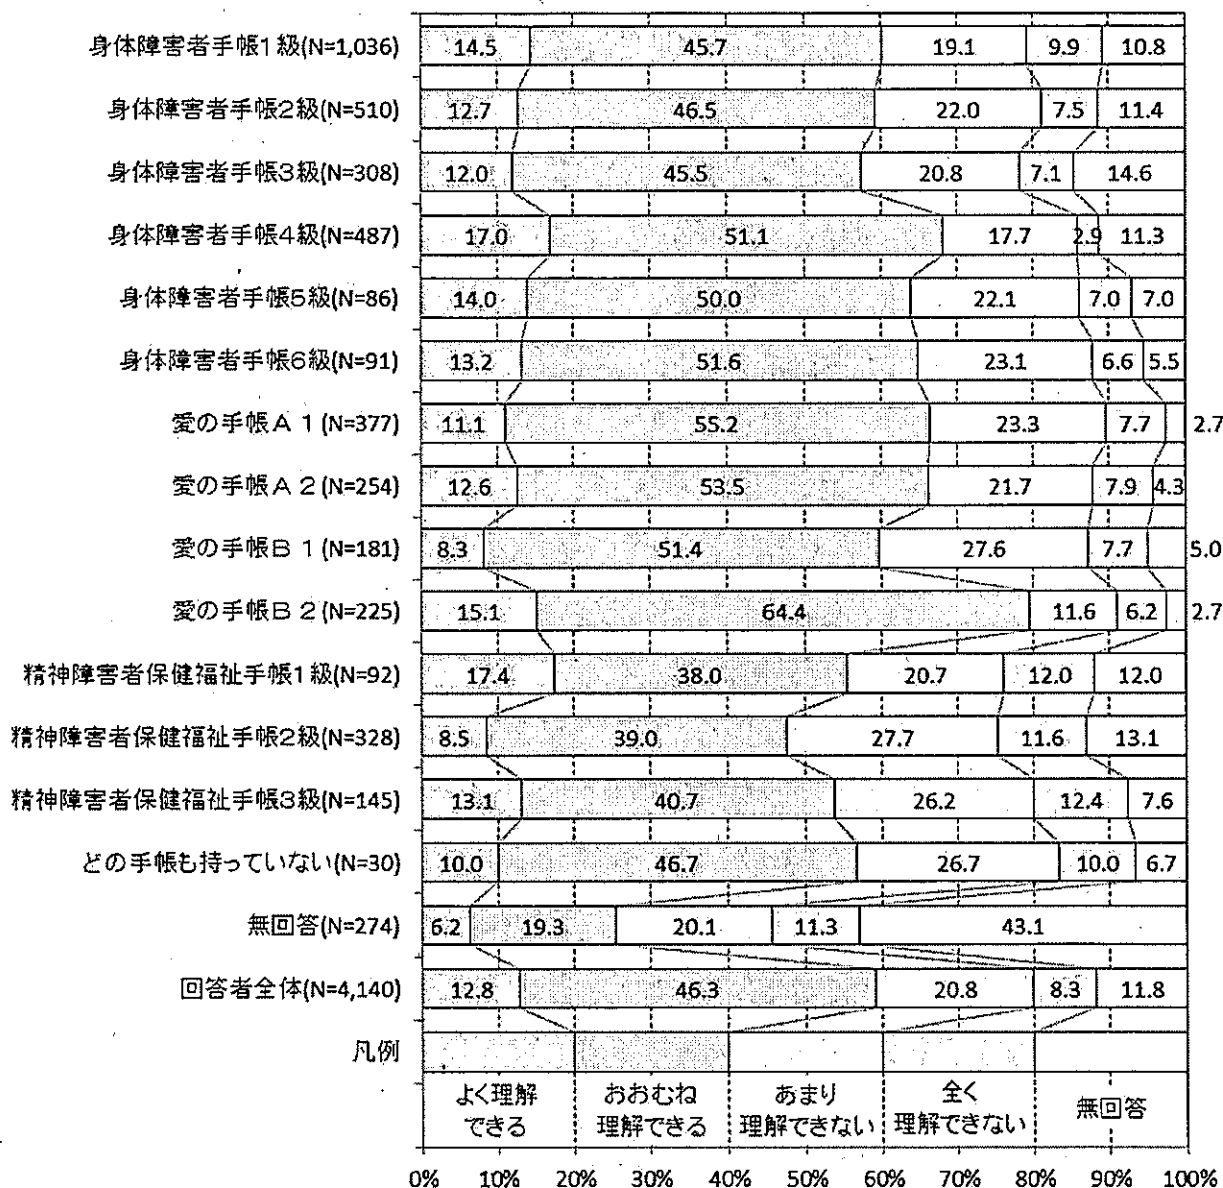 身体障害者手帳1級(N=1,036) 14.5 45.7 19.1 9.9 10.8
身体障害者手帳2級(N=510) 12.7 46.5 22.0 7.5 11.4
身体障害者手帳3級(N=308) 12.0 45.5 20.8 7.1 14.6
身体障害者手帳4級(N=487) 17.0 51.1 17.7 2.9 11.3
身体障害者手帳5級(N=86) 14.0 50.0 22.1 7.0 7.0
身体障害者手帳6級(N=91) 13.2 51.6 23.1 6.6 5.5
愛の手帳A1(N=377) 11.1 55.2 23.3 7.7 2.7
愛の手帳A2(N=254) 12.6 53.5 21.7 7.9 4.3
愛の手帳B1(N=181) 8.3 51.4 27.6 7.7 5.0
愛の手帳B2(N=225) 15.1 64.4 11.6 6.2 2.7
精神障害者保健福祉手帳1級(N=92) 17.4 38.0 20.7 12.0 12.0
精神障害者保健福祉手帳2級(N=328) 8.5 39.0 27.7 11.6 13.1
精神障害者保健福祉手帳3級(N=145) 13.1 40.7 26.2 12.4 7.6
どの手帳も持っていない(N=30) 10.0 46.7 26.7 10.0 6.7
無回答(N=274) 6.2 19.3 20.1 11.3 43.1
回答者全体(N=4,140) 12.8 46.3 20.8 8.3 11.8
凡例
よく理解
できる
おおむね
理解できる
あまり
理解できない
全く
理解できない
無回答
0% 10% 20% 30% 40% 50% 60% 70% 80% 90% 100%